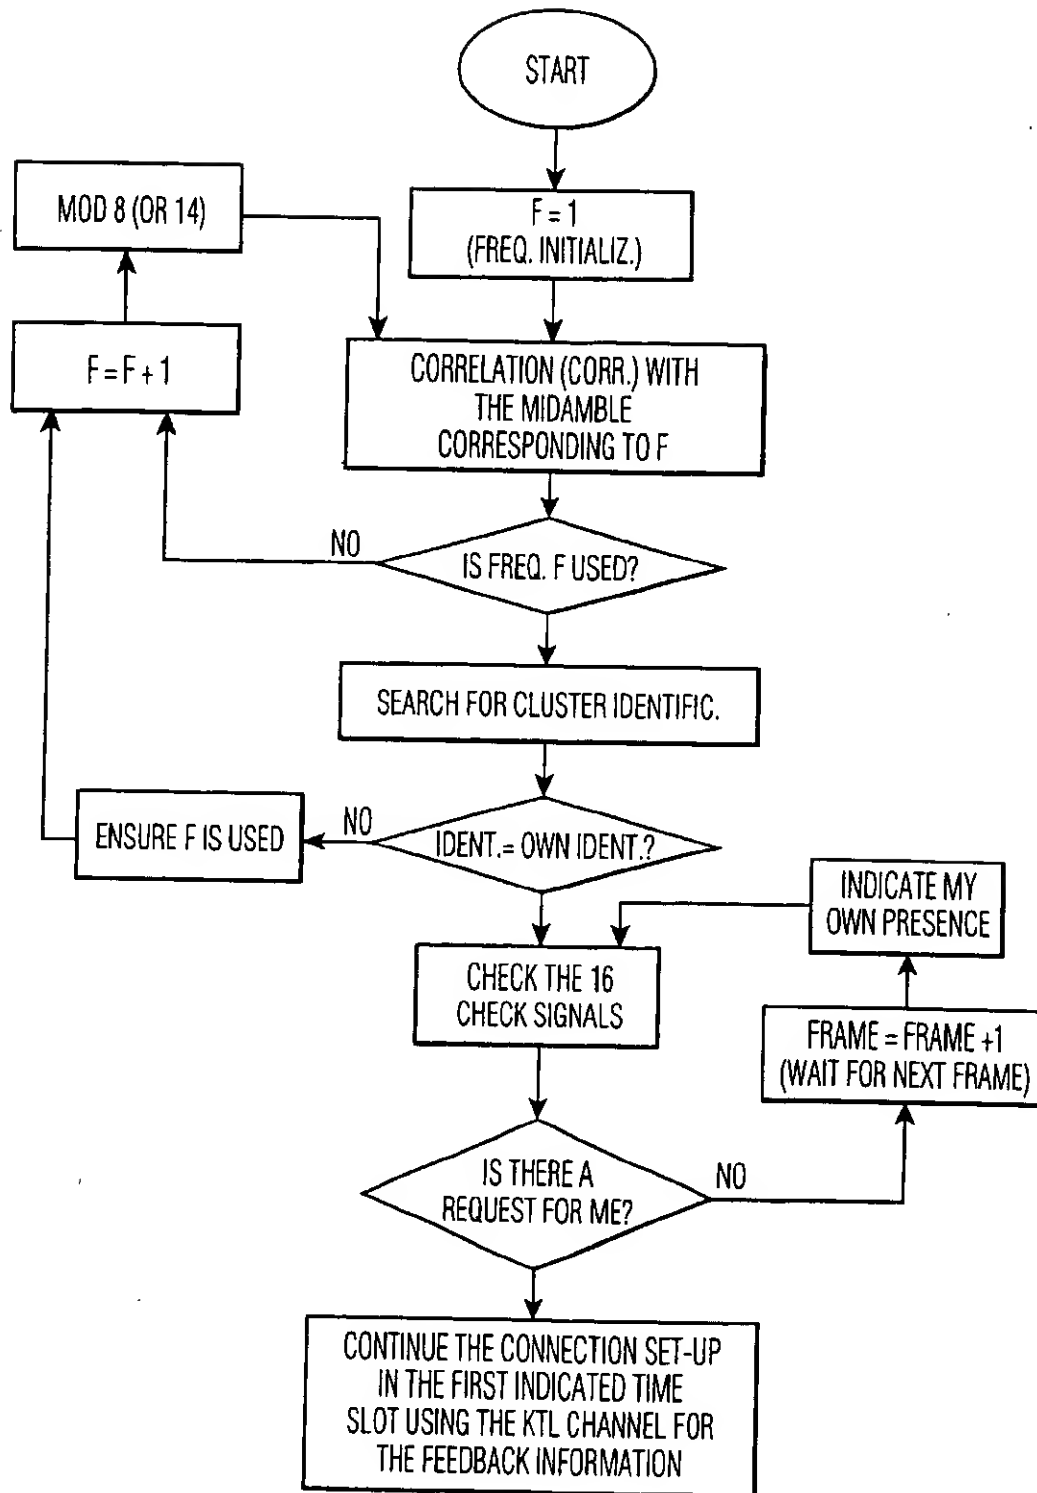 START
MOD 8 (OR 14)
F = 1
(FREQ. INITIALIZ.)
F = F + 1
CORRELATION (CORR.) WITH
THE MIDAMBLE
CORRESPONDING TO F
NO
IS FREQ. F USED?
SEARCH FOR CLUSTER IDENTIFIC.
ENSURE F IS USED
NO
IDENT.= OWN IDENT.?
INDICATE MY
OWN PRESENCE
CHECK THE 16
CHECK SIGNALS
FRAME = FRAME +1
(WAIT FOR NEXT FRAME)
IS THERE A
REQUEST FOR ME?
NO
CONTINUE THE CONNECTION SET-UP
IN THE FIRST INDICATED TIME
SLOT USING THE KTL CHANNEL FOR
THE FEEDBACK INFORMATION